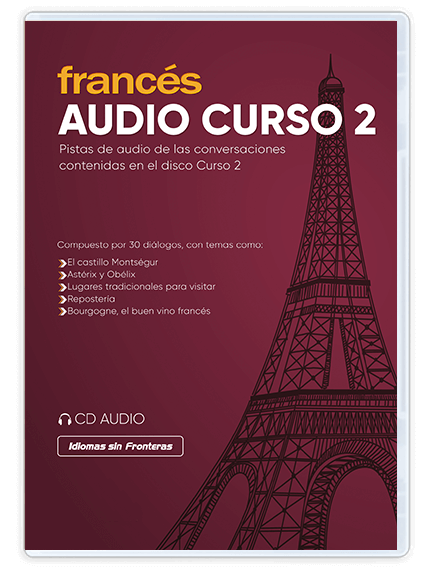 francés
AUDIO CURSO 2
Pistas de audio de las conversaciones
contenidas en el disco Curso 2
Compuesto por 30 diálogos, con temas como:
El castillo Montségur
Astérix y Obélix
Lugares tradicionales para visitar
Repostería
Bourgogne, el buen vino francés
CD AUDIO
Idiomas sin Fronteras